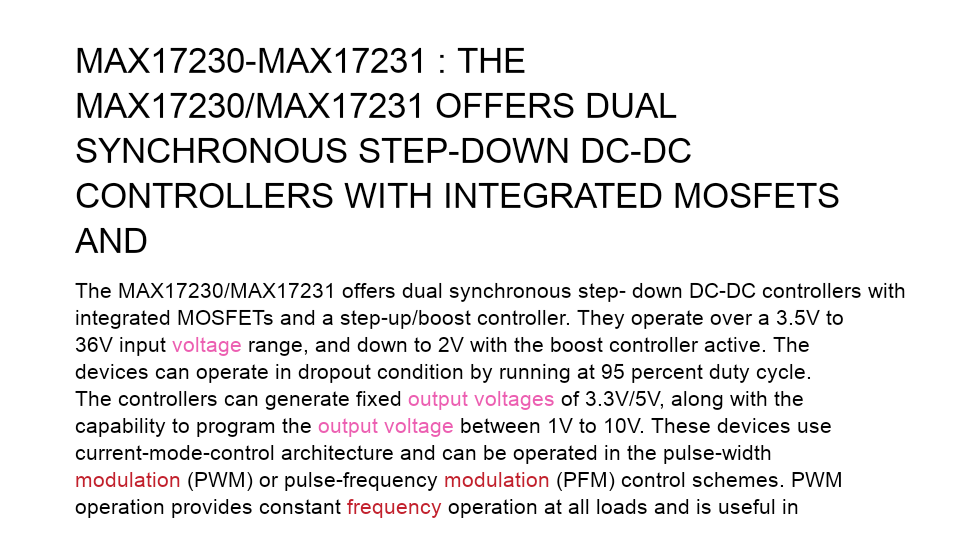 MAX17230-MAX17231 : THE
MAX17230/MAX17231 OFFERS DUAL
SYNCHRONOUS STEP-DOWN DC-DC
CONTROLLERS WITH INTEGRATED MOSFETS
AND
The MAX17230/MAX17231 offers dual synchronous step- down DC-DC controllers with
integrated MOSFETs and a step-up/boost controller. They operate over a 3.5V to
36V input voltage range, and down to 2V with the boost controller active. The
devices can operate in dropout condition by running at 95 percent duty cycle.
The controllers can generate fixed output voltages of 3.3V/5V, along with the
capability to program the output voltage between 1V to 10V. These devices use
current-mode-control architecture and can be operated in the pulse-width
modulation (PWM) or pulse-frequency modulation (PFM) control schemes. PWM
operation provides constant frequency operation at all loads and is useful in